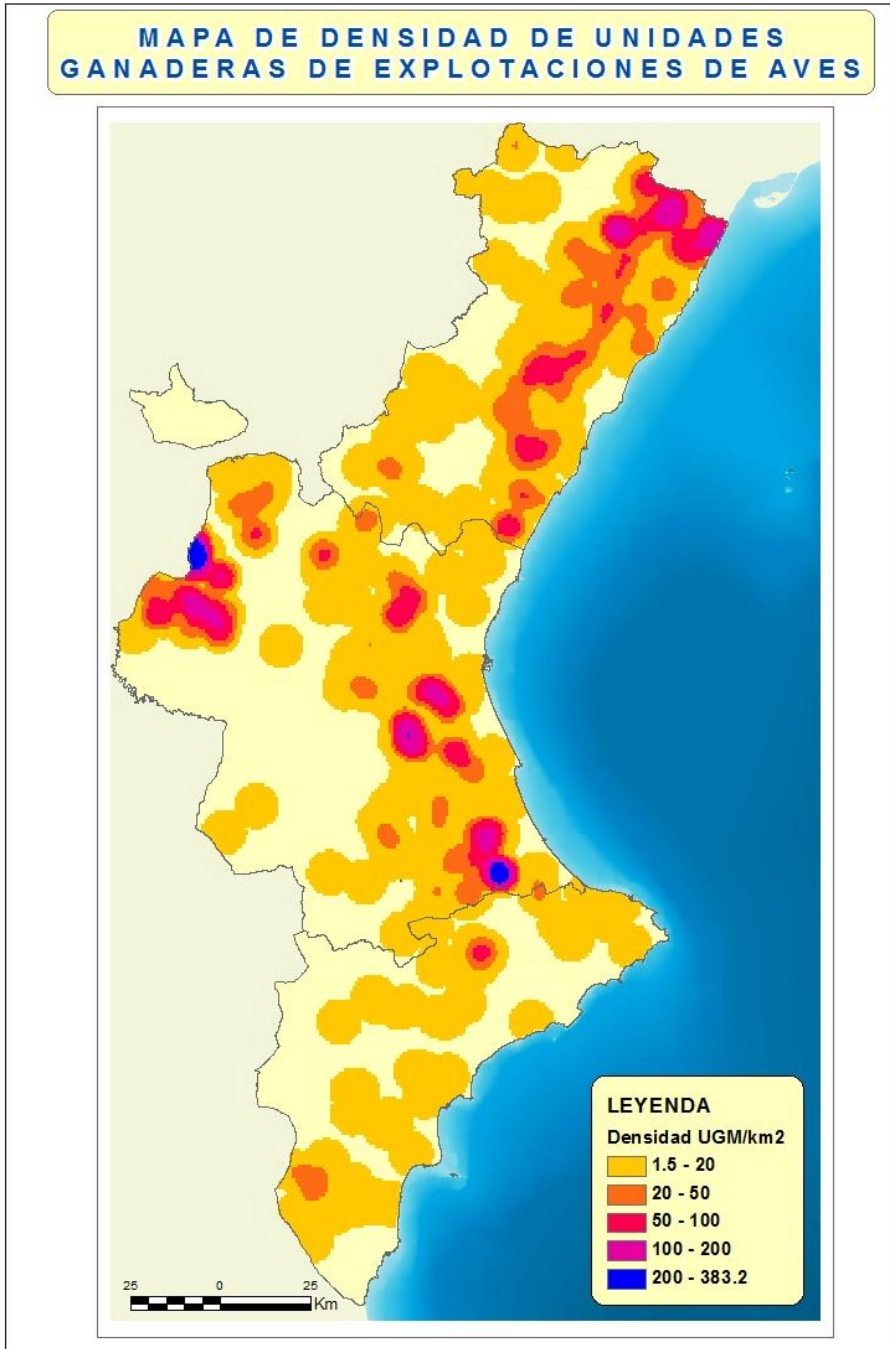 MAPA DE DENSIDAD DE UNIDADES
GANADERAS DE EXPLOTACIONES DE AVES
LEYENDA
Densidad UGM/km2
1.5 - 20
20 - 50
50 - 100
100 - 200
200 - 383.2
25 0 25
Km